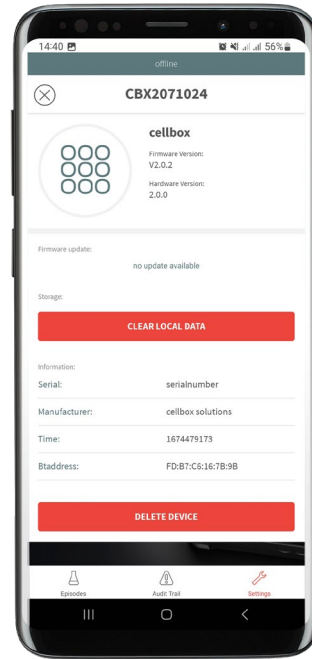 14:40 56%
offline
CBX2071024
cellbox
Firmware Version:
V2.0.2
Hardware Version:
2.0.0
Firmware update:
no update available
Storage:
CLEAR LOCAL DATA
Information:
Serial: serialnumber
Manufacturer: cellbox solutions
Time: 1674479173
Btaddress: FD:B7:C6:16:7B:9B
DELETE DEVICE
Episodes Audit Trail Settings